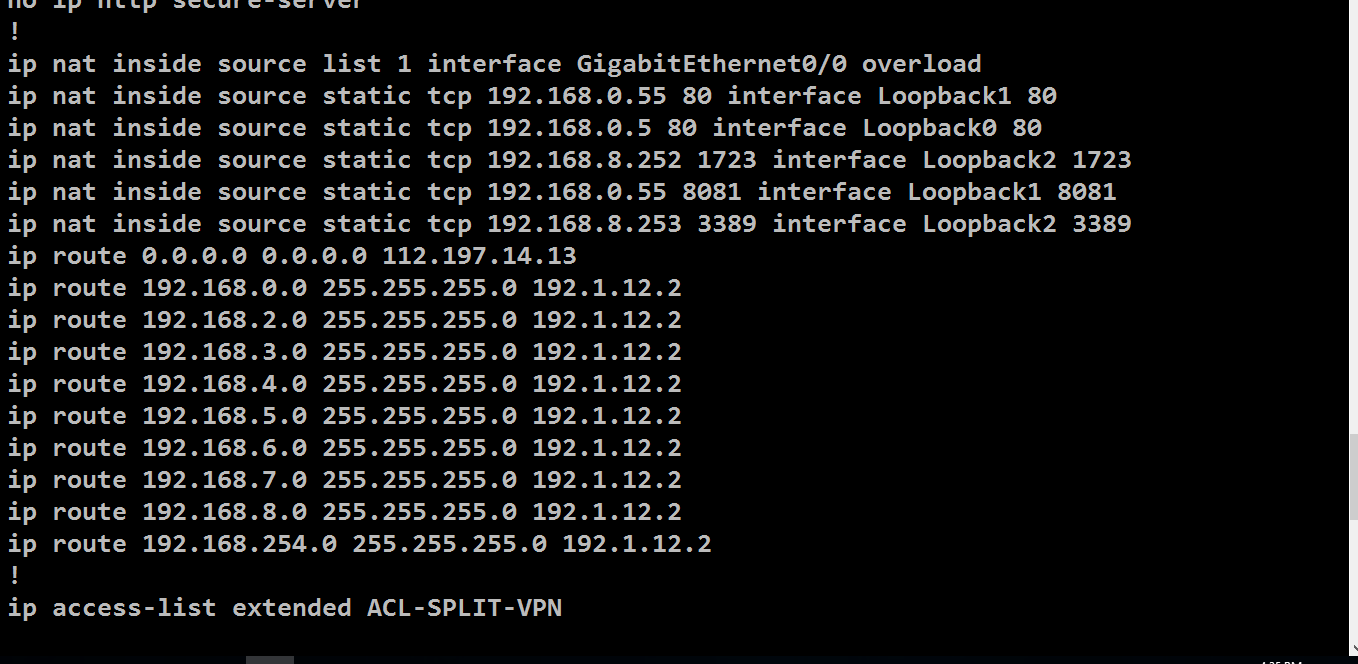 no ip http secure-server
!
ip nat inside source list 1 interface GigabitEthernet0/0 overload
ip nat inside source static tcp 192.168.0.55 80 interface Loopback1 80
ip nat inside source static tcp 192.168.0.5 80 interface Loopback0 80
ip nat inside source static tcp 192.168.8.252 1723 interface Loopback2 1723
ip nat inside source static tcp 192.168.0.55 8081 interface Loopback1 8081
ip nat inside source static tcp 192.168.8.253 3389 interface Loopback2 3389
ip route 0.0.0.0 0.0.0.0 112.197.14.13
ip route 192.168.0.0 255.255.255.0 192.1.12.2
ip route 192.168.2.0 255.255.255.0 192.1.12.2
ip route 192.168.3.0 255.255.255.0 192.1.12.2
ip route 192.168.4.0 255.255.255.0 192.1.12.2
ip route 192.168.5.0 255.255.255.0 192.1.12.2
ip route 192.168.6.0 255.255.255.0 192.1.12.2
ip route 192.168.7.0 255.255.255.0 192.1.12.2
ip route 192.168.8.0 255.255.255.0 192.1.12.2
ip route 192.168.254.0 255.255.255.0 192.1.12.2
!
ip access-list extended ACL-SPLIT-VPN